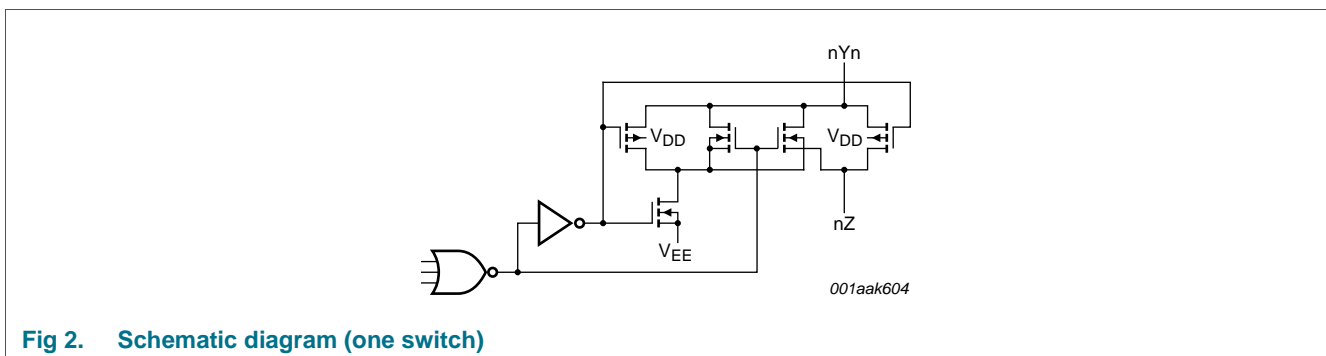 nYn
VDD
VDD
nZ
VEE
001aak604
Fig 2. Schematic diagram (one switch)